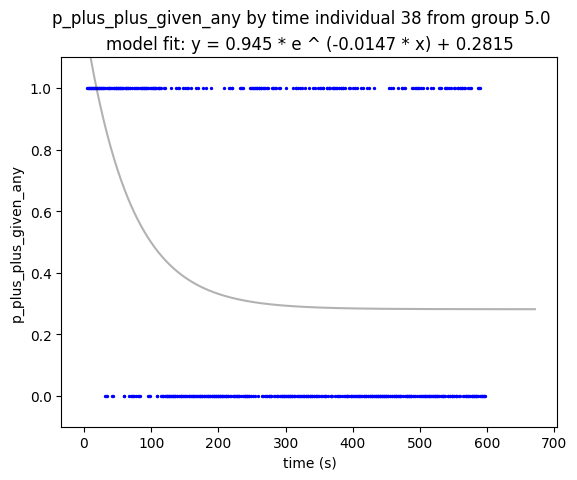 p_plus_plus_given_any by time individual 38 from group 5.0
model fit: y = 0.945 * e ^ (-0.0147 * x) + 0.2815
p_plus_plus_given_any
1.0
0.8
0.6
0.4
0.2
0.0
0 100 200 300 400 500 600 700
time (s)